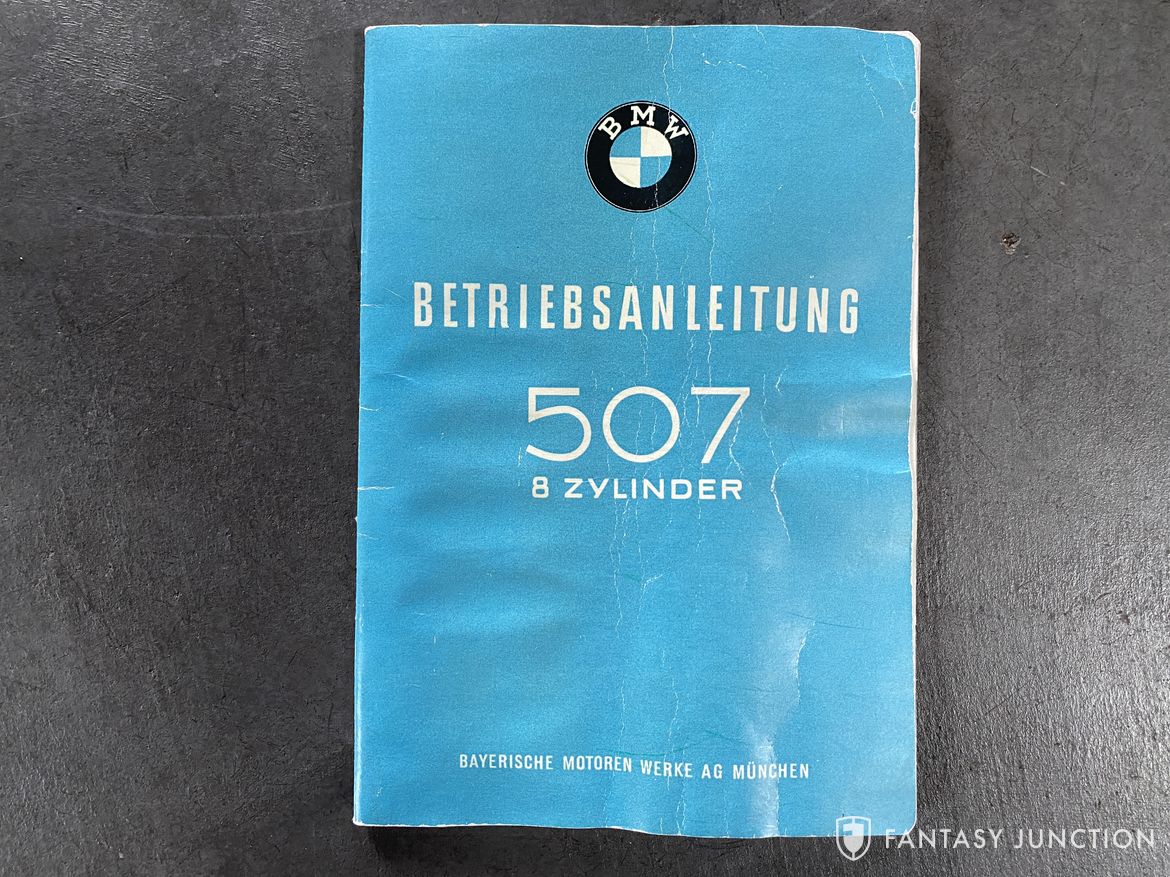 BMW
BETRIEBSANLEITUNG
507
8 ZYLINDER
BAYERISCHE MOTOREN WERKE AG MÜNCHEN
FANTASY JUNCTION